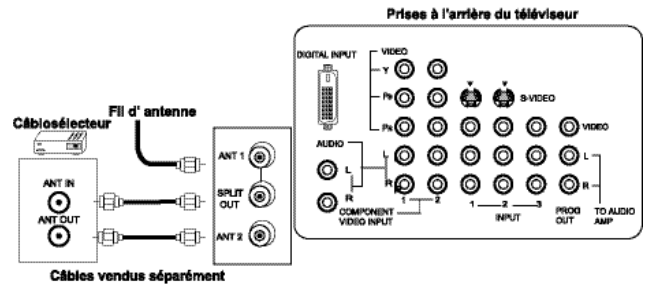 Prises à l'arrière du téléviseur
DIGITAL INPUT
VIDEO
Y
PB
PR
S-VIDEO
VIDEO
AUDIO
L
R
L
R
L
R
1 2
COMPONENT
VIDEO INPUT
1 2 3
INPUT
PROG
OUT
TO AUDIO
AMP
Fil d' antenne
Câblosélecteur
ANT IN
ANT OUT
ANT 1
SPLIT
OUT
ANT 2
Câbles vendus séparément